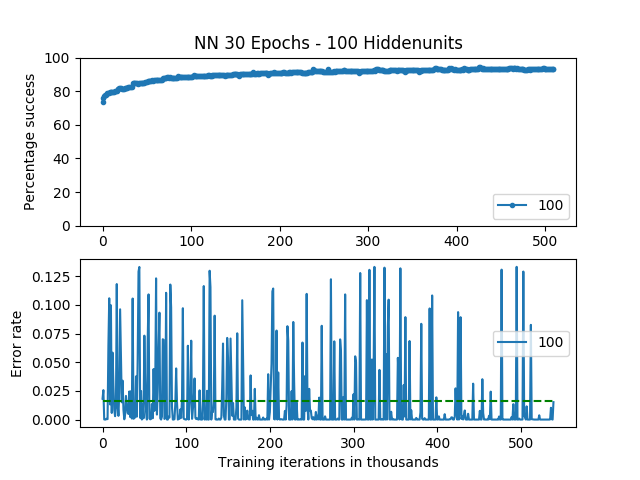 NN 30 Epochs - 100 Hiddenunits
100
80
60
40
20
0
Percentage success
100
0 100 200 300 400 500
0.125
0.100
0.075
0.050
0.025
0.000
Error rate
100
0 100 200 300 400 500
Training iterations in thousands